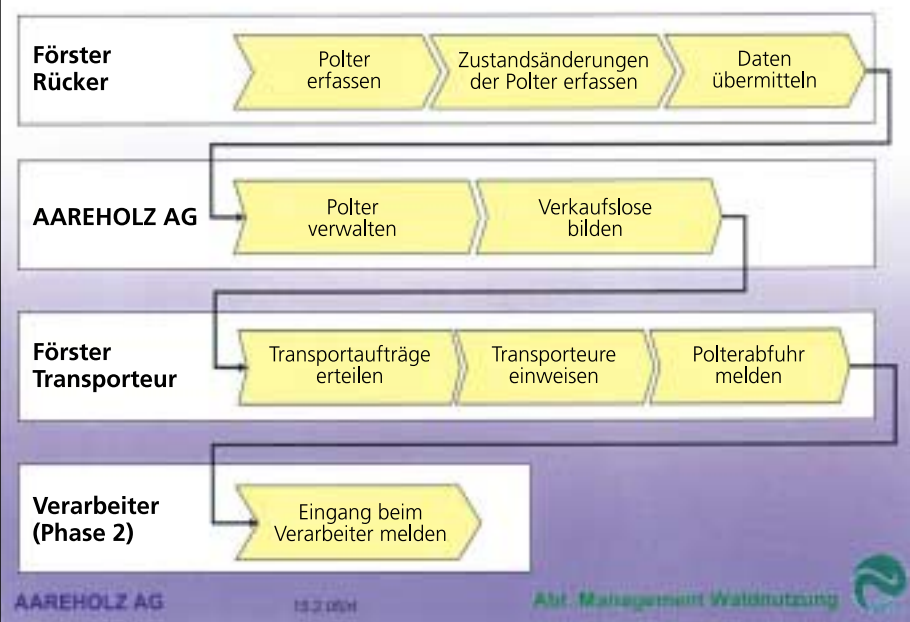 Förster
Rücker
Polter
erfassen
Zustandsänderungen
der Polter erfassen
Daten
übermitteln
AAREHOLZ AG
Polter
verwalten
Verkaufslose
bilden
Förster
Transporteur
Transportaufträge
erteilen
Transporteure
einweisen
Polterabfuhr
melden
Verarbeiter
(Phase 2)
Eingang beim
Verarbeiter melden
AAREHOLZ AG
Abt. Management Waldnutzung